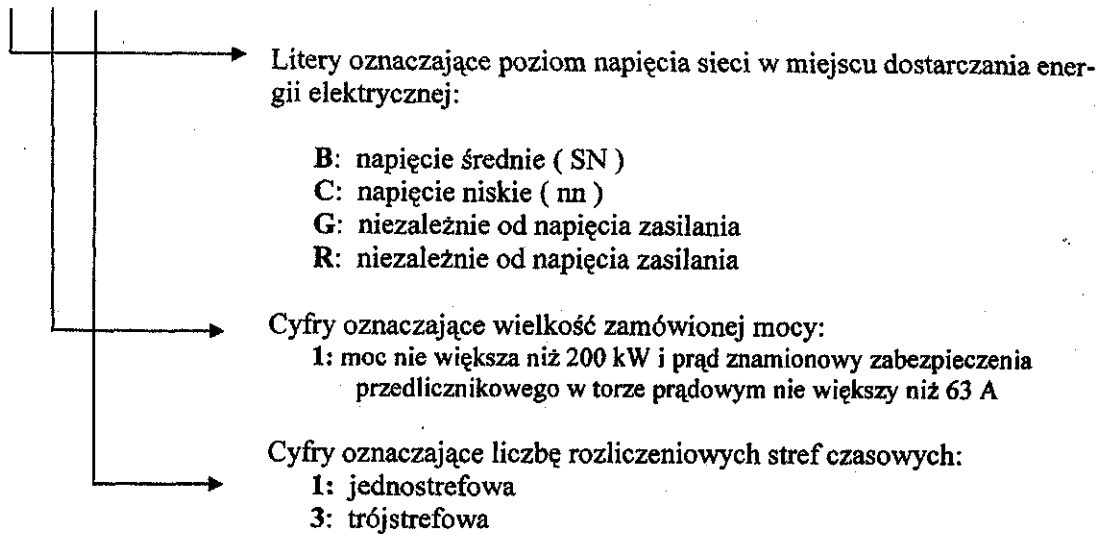 Litery oznaczające poziom napięcia sieci w miejscu dostarczania ener-
gii elektrycznej:
B: napięcie średnie ( SN )
C: napięcie niskie ( nn )
G: niezależnie od napięcia zasilania
R: niezależnie od napięcia zasilania
Cyfry oznaczające wielkość zamówionej mocy:
1: moc nie większa niż 200 kW i prąd znamionowy zabezpieczenia
przedlicznikowego w torze prądowym nie większy niż 63 A
Cyfry oznaczające liczbę rozliczeniowych stref czasowych:
1: jednostrefowa
3: trójstrefowa